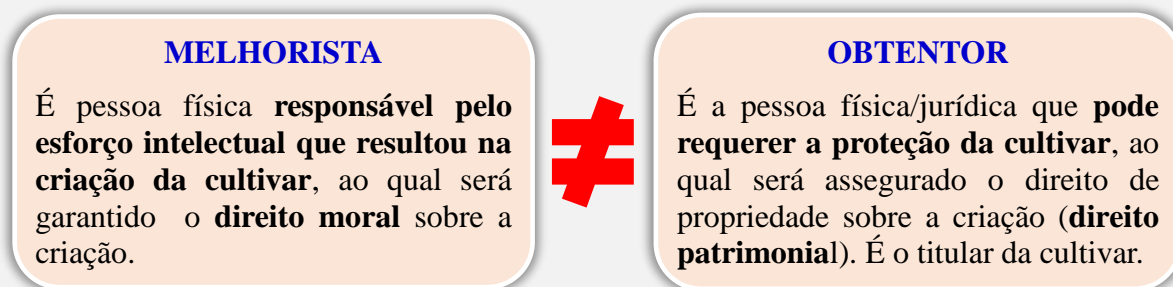 MELHORISTA
É pessoa física responsável pelo
esforço intelectual que resultou na
criação da cultivar, ao qual será
garantido o direito moral sobre a
criação.
≠
OBTENTOR
É a pessoa física/jurídica que pode
requerer a proteção da cultivar, ao
qual será assegurado o direito de
propriedade sobre a criação (direito
patrimonial). É o titular da cultivar.